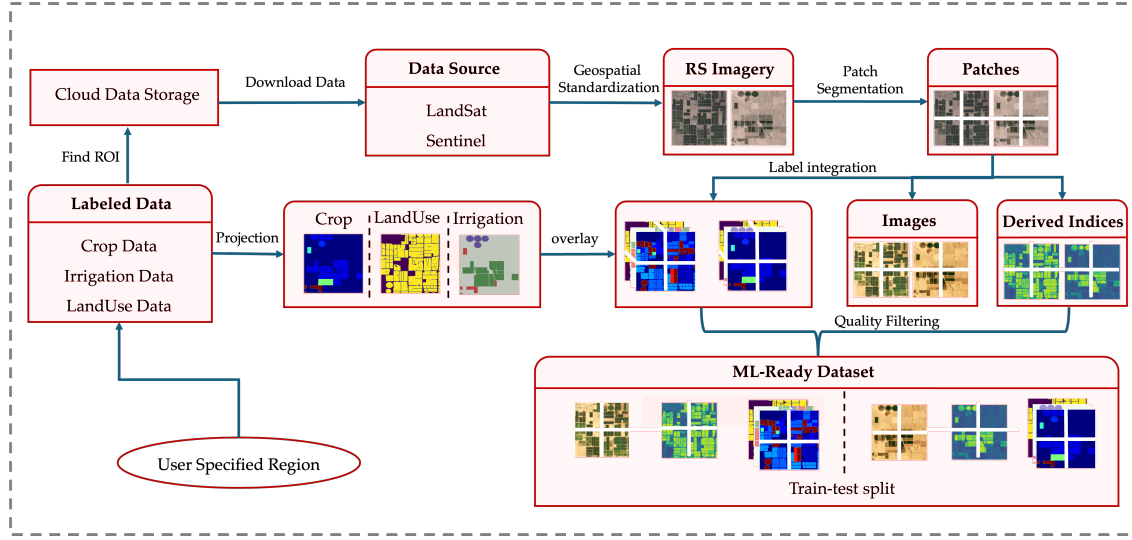 Cloud Data Storage
Download Data
Data Source
LandSat
Sentinel
Geospatial
Standardization
RS Imagery
Patch
Segmentation
Patches
Find ROI
Label integration
Labeled Data
Crop Data
Irrigation Data
LandUse Data
Projection
Crop
LandUse
Irrigation
overlay
Images
Derived Indices
Quality Filtering
ML-Ready Dataset
Train-test split
User Specified Region